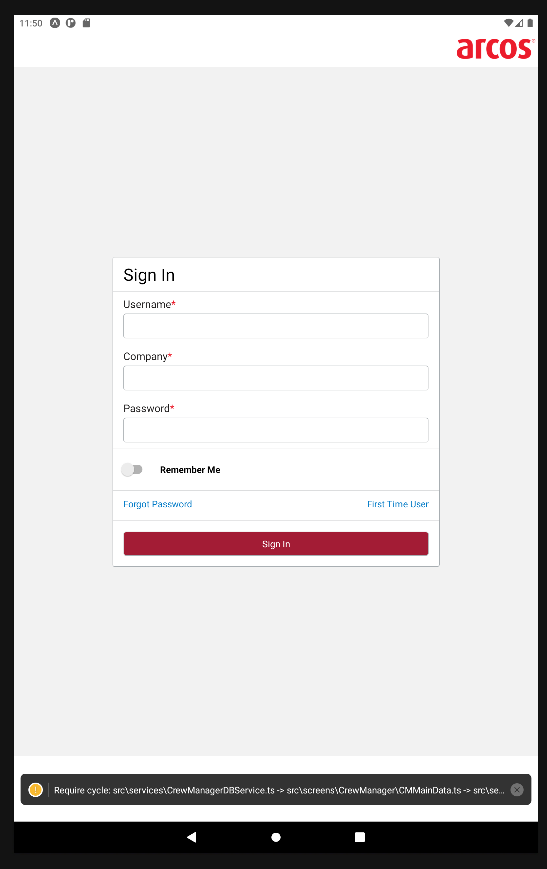 11:50
arcos
Sign In
Username*
Company*
Password*
Remember Me
Forgot Password First Time User
Sign In
Require cycle: src\services\CrewManagerDBService.ts -> src\screens\CrewManager\CMMainData.ts -> src\se...